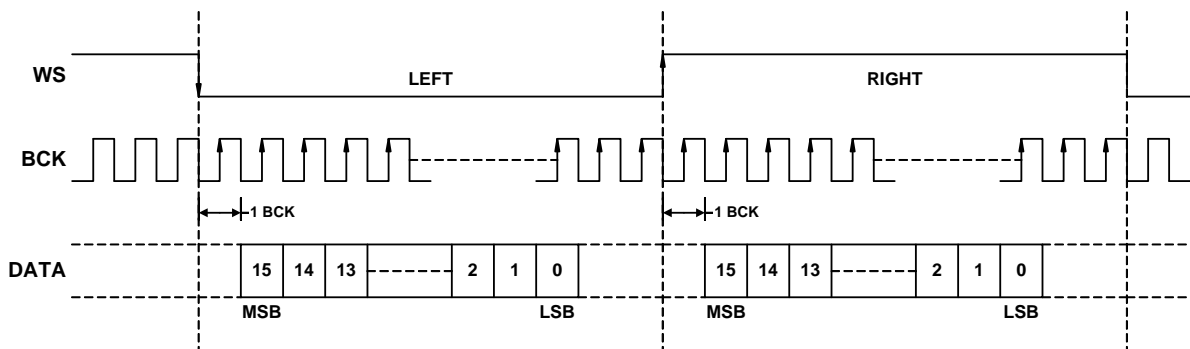 WS LEFT RIGHT
BCK
1 BCK 1 BCK
DATA 15 14 13 2 1 0 15 14 13 2 1 0
MSB LSB MSB LSB